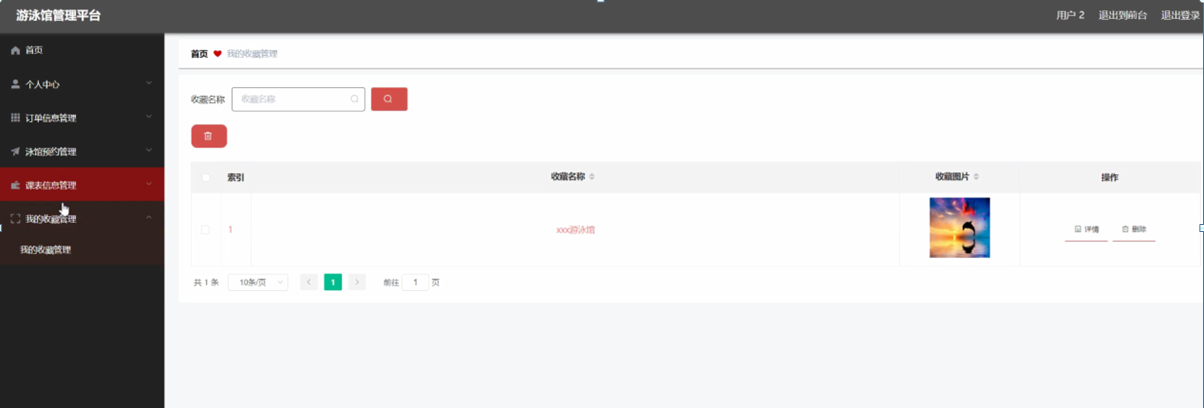 游泳馆管理平台
用户 2 退出到前台 退出登录
首页
个人中心
订单信息管理
泳馆预约管理
课表信息管理
我的收藏管理
我的收藏管理
首页 我的收藏管理
收藏名称 收藏名称
索引 收藏名称 收藏图片 操作
1 xxx游泳馆 详情 删除
共 1 条 10条/页 1 前往 1 页